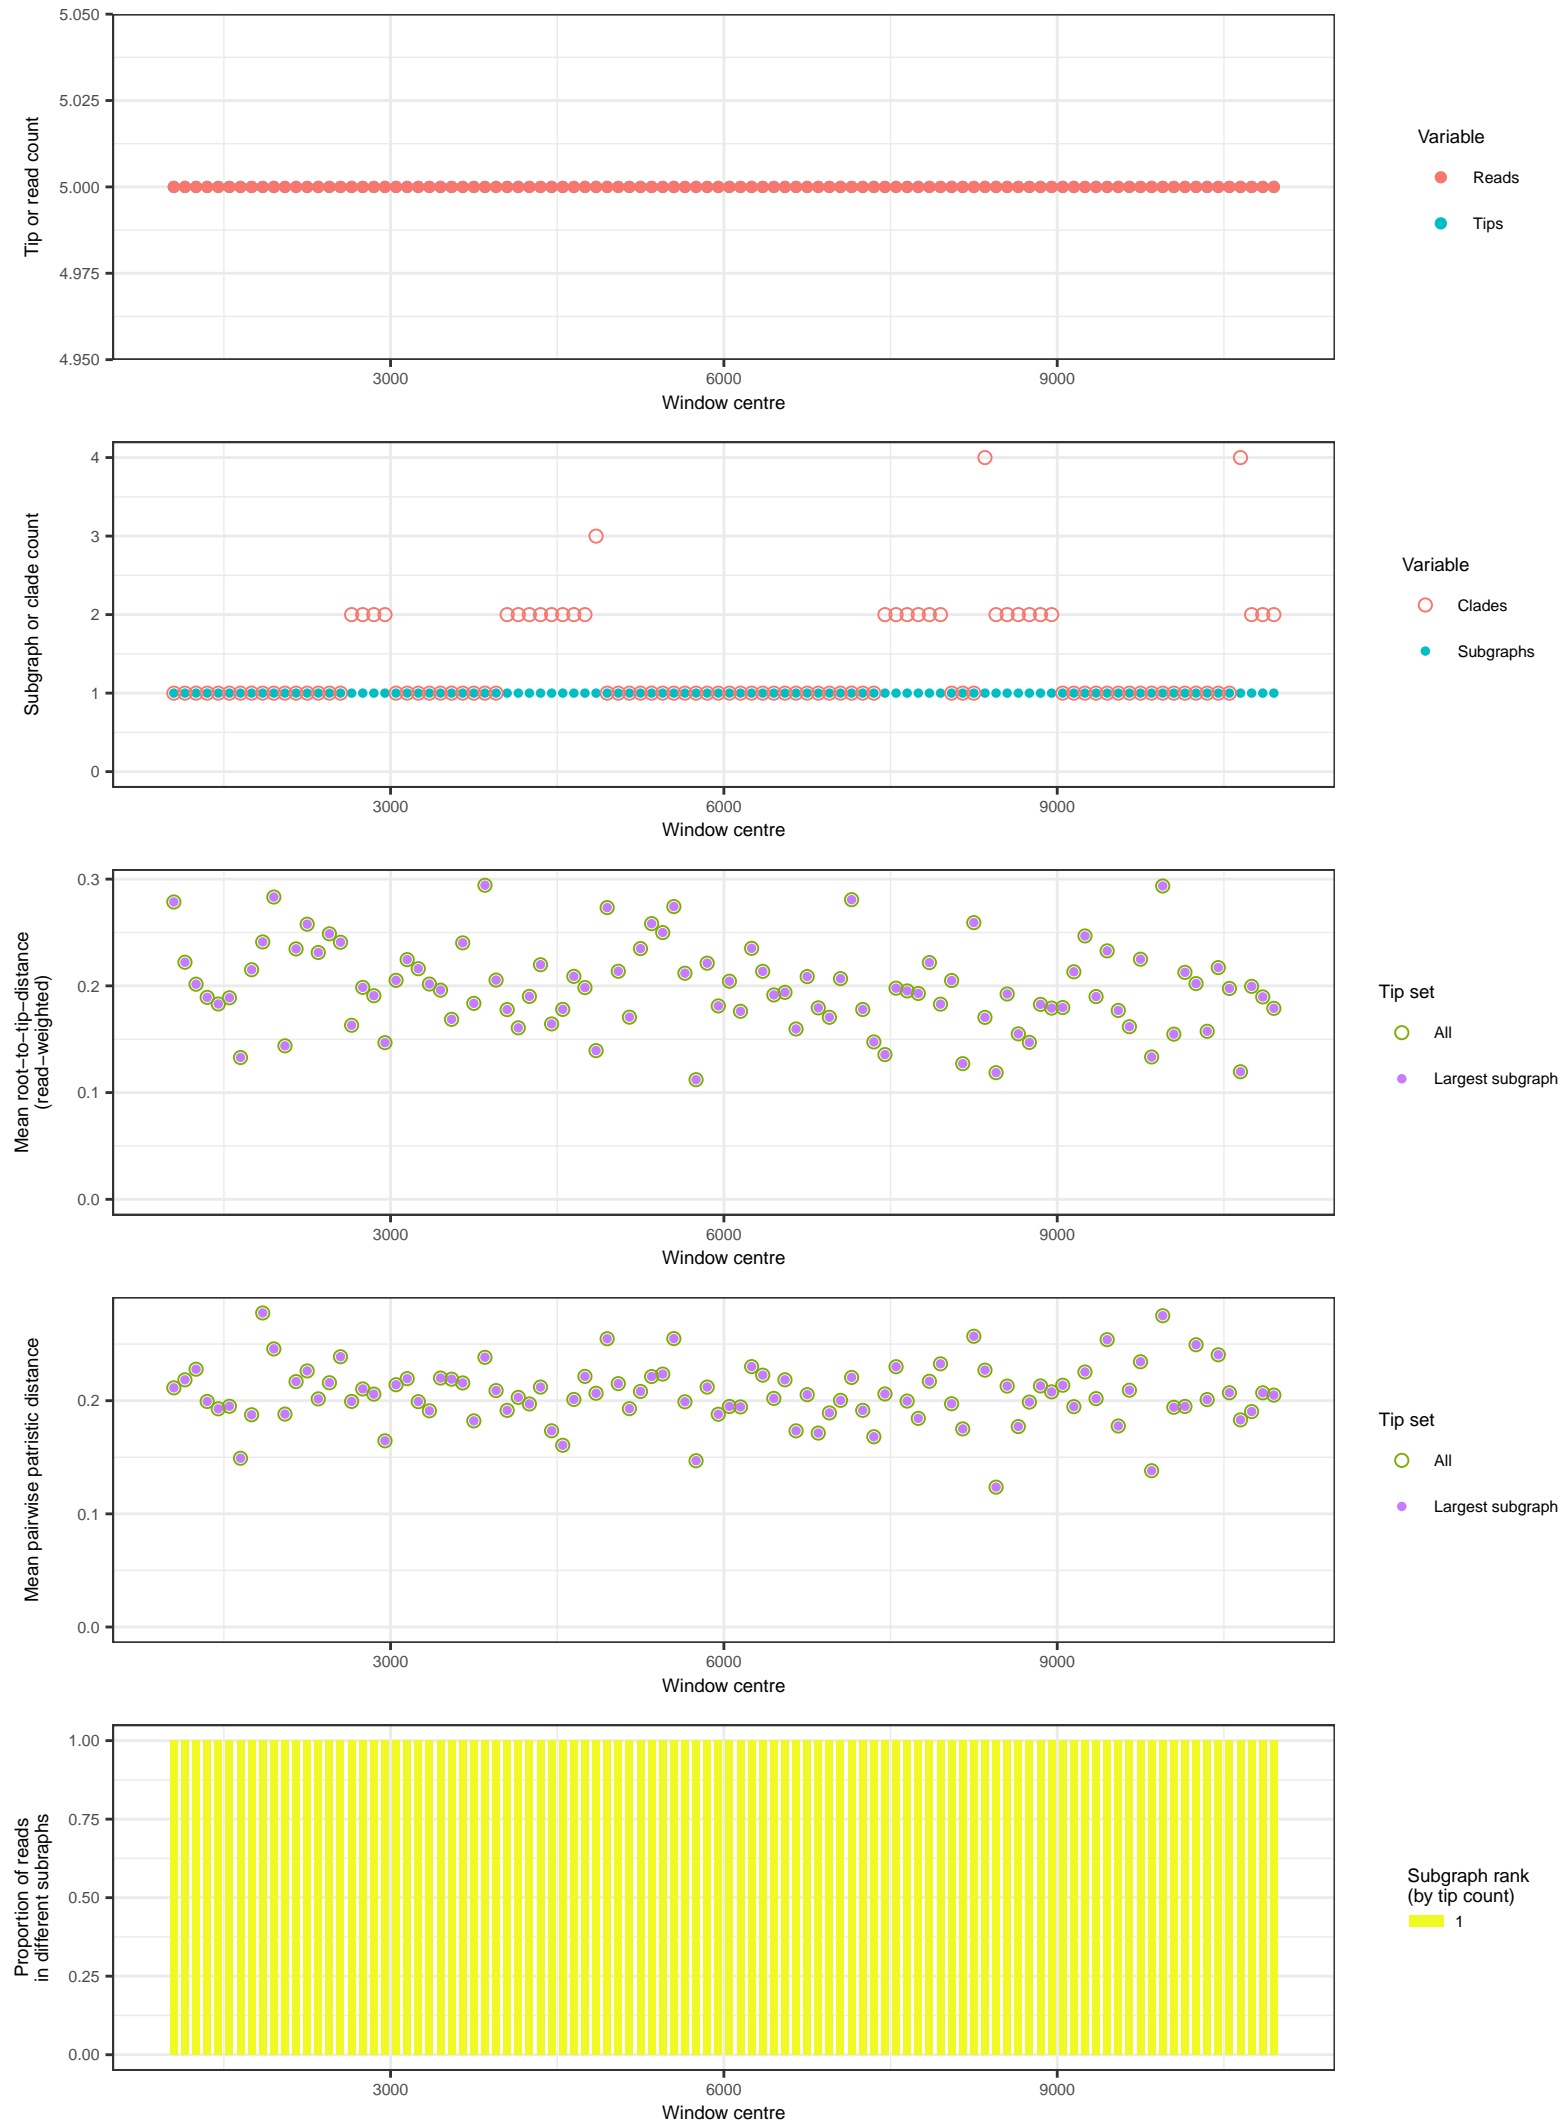 5.050
5.025
5.000
4.975
4.950
Tip or read count
3000 6000 9000
Window centre
Variable
Reads
Tips
4
3
2
1
0
Subgraph or clade count
3000 6000 9000
Window centre
Variable
Clades
Subgraphs
0.3
0.2
0.1
0.0
Mean root−to−tip−distance
(read−weighted)
3000 6000 9000
Window centre
Tip set
All
Largest subgraph
0.2
0.1
0.0
Mean pairwise patristic distance
3000 6000 9000
Window centre
Tip set
All
Largest subgraph
1.00
0.75
0.50
0.25
0.00
Proportion of reads
in different subraphs
3000 6000 9000
Window centre
Subgraph rank
(by tip count)
1